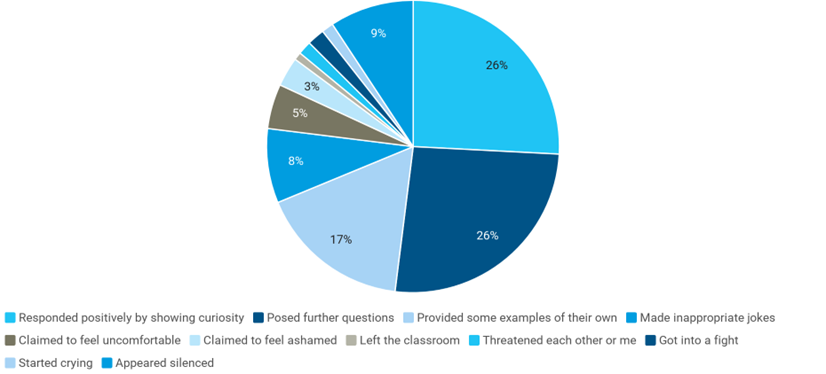 9%
26%
3%
5%
8%
17%
26%
Responded positively by showing curiosity Posed further questions Provided some examples of their own Made inappropriate jokes
Claimed to feel uncomfortable Claimed to feel ashamed Left the classroom Threatened each other or me Got into a fight
Started crying Appeared silenced